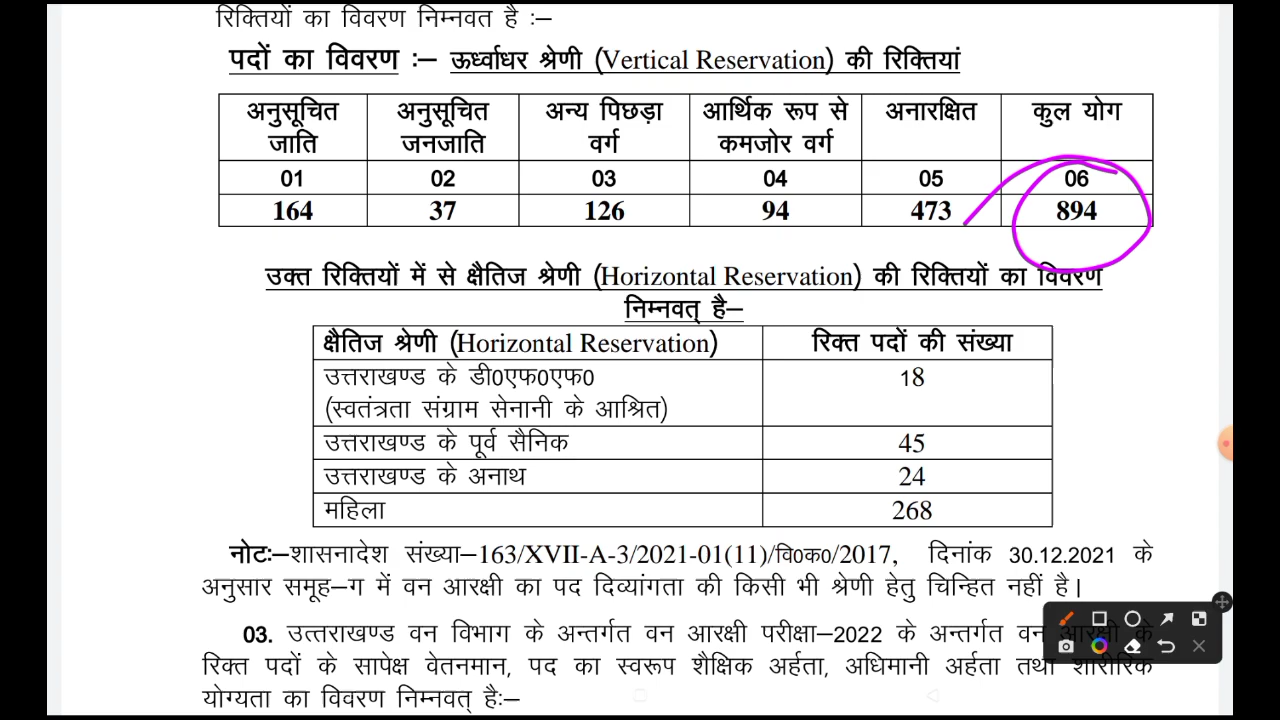 रिक्तियों का विवरण निम्नवत है :–
पदों का विवरण :– ऊर्ध्वाधर श्रेणी (Vertical Reservation) की रिक्तियां
अनुसूचित जाति | अनुसूचित जनजाति | अन्य पिछड़ा वर्ग | आर्थिक रूप से कमजोर वर्ग | अनारक्षित | कुल योग
01 | 02 | 03 | 04 | 05 | 06
164 | 37 | 126 | 94 | 473 | 894
उक्त रिक्तियों में से क्षैतिज श्रेणी (Horizontal Reservation) की रिक्तियों का विवरण
निम्नवत् है–
क्षैतिज श्रेणी (Horizontal Reservation) | रिक्त पदों की संख्या
उत्तराखण्ड के डी0एफ0एफ0 | 18
(स्वतंत्रता संग्राम सेनानी के आश्रित)
उत्तराखण्ड के पूर्व सैनिक | 45
उत्तराखण्ड के अनाथ | 24
महिला | 268
नोटः–शासनादेश संख्या–163/XVII-A-3/2021-01(11)/वि0क0/2017, दिनांक 30.12.2021 के
अनुसार समूह–ग में वन आरक्षी का पद दिव्यांगता की किसी भी श्रेणी हेतु चिन्हित नहीं है।
03. उत्तराखण्ड वन विभाग के अन्तर्गत वन आरक्षी परीक्षा–2022 के अन्तर्गत वन आरक्षी के
रिक्त पदों के सापेक्ष वेतनमान, पद का स्वरूप शैक्षिक अर्हता, अधिमानी अर्हता तथा शारीरिक
योग्यता का विवरण निम्नवत् हैः–